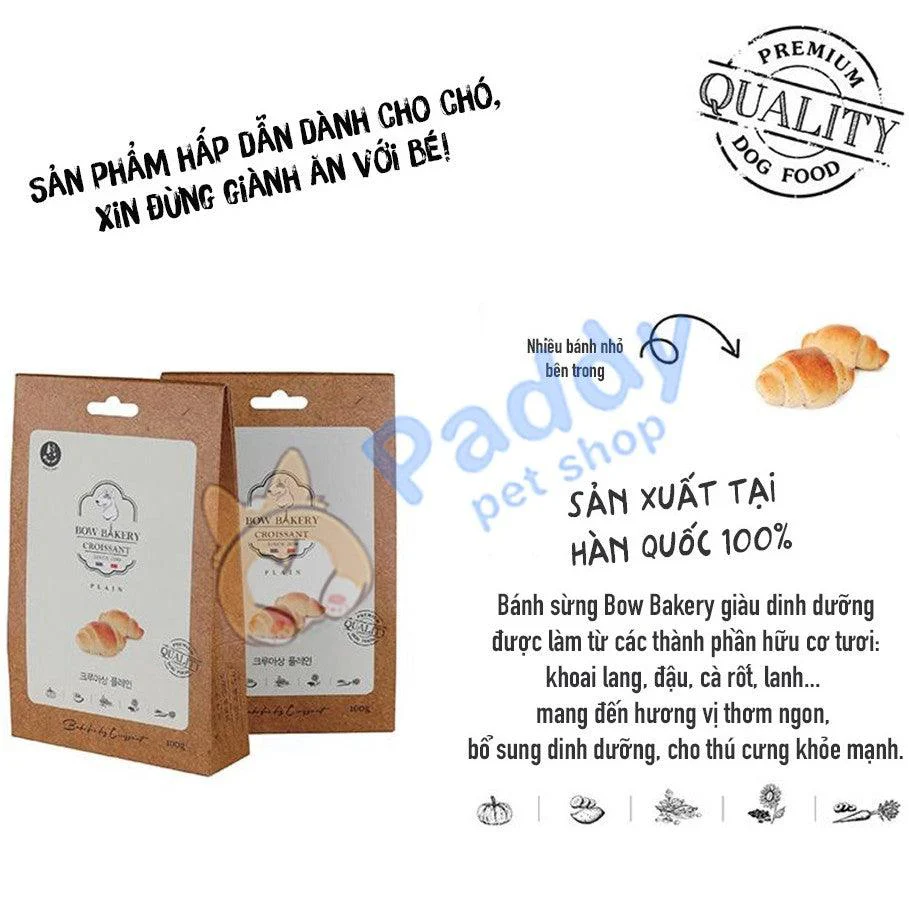 SẢN PHẨM HẤP DẪN DÀNH CHO CHÓ,
XIN ĐỪNG GIÀNH ĂN VỚI BÉ!
PREMIUM
QUALITY
DOG FOOD
Nhiều bánh nhỏ
bên trong
Paddy
pet shop
BOW BAKERY
CROISSANT
PLAIN
QUALITY
크루아상 플레인
100g
QUALITY
크루아상 플레인
100g
BOW BAKERY
CROISSANT
PLAIN
SẢN XUẤT TẠI
HÀN QUỐC 100%
Bánh sừng Bow Bakery giàu dinh dưỡng
được làm từ các thành phần hữu cơ tươi:
khoai lang, đậu, cà rốt, lanh...
mang đến hương vị thơm ngon,
bổ sung dinh dưỡng, cho thú cưng khỏe mạnh.